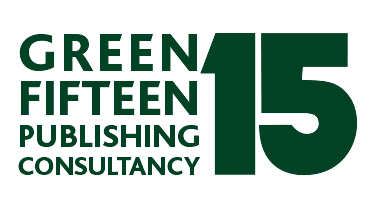 GREEN
FIFTEEN
PUBLISHING
CONSULTANCY
15